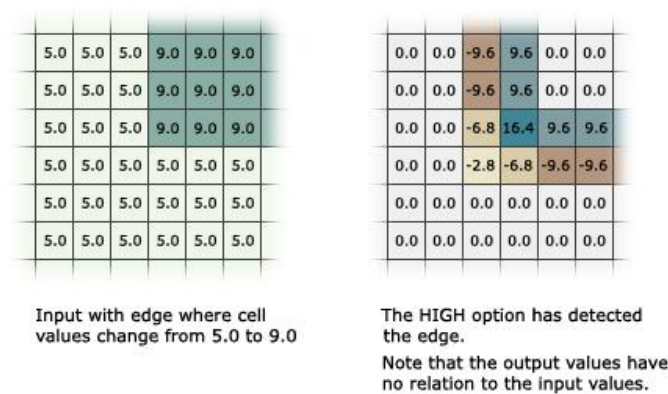 5.0 5.0 5.0 9.0 9.0 9.0
5.0 5.0 5.0 9.0 9.0 9.0
5.0 5.0 5.0 9.0 9.0 9.0
5.0 5.0 5.0 5.0 5.0 5.0
5.0 5.0 5.0 5.0 5.0 5.0
5.0 5.0 5.0 5.0 5.0 5.0
Input with edge where cell
values change from 5.0 to 9.0
0.0 0.0 -9.6 9.6 0.0 0.0
0.0 0.0 -9.6 9.6 0.0 0.0
0.0 0.0 -6.8 16.4 9.6 9.6
0.0 0.0 -2.8 -6.8 -9.6 -9.6
0.0 0.0 0.0 0.0 0.0 0.0
0.0 0.0 0.0 0.0 0.0 0.0
The HIGH option has detected
the edge.
Note that the output values have
no relation to the input values.